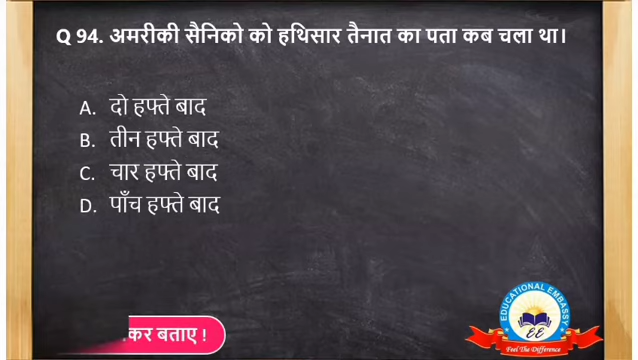 Q 94. अमरीकी सैनिको को हथिसार तैनात का पता कब चला था।
A. दो हफ्ते बाद
B. तीन हफ्ते बाद
C. चार हफ्ते बाद
D. पाँच हफ्ते बाद
कर बताए !
EDUCATIONAL EMBASSY
EE
Feel The Difference